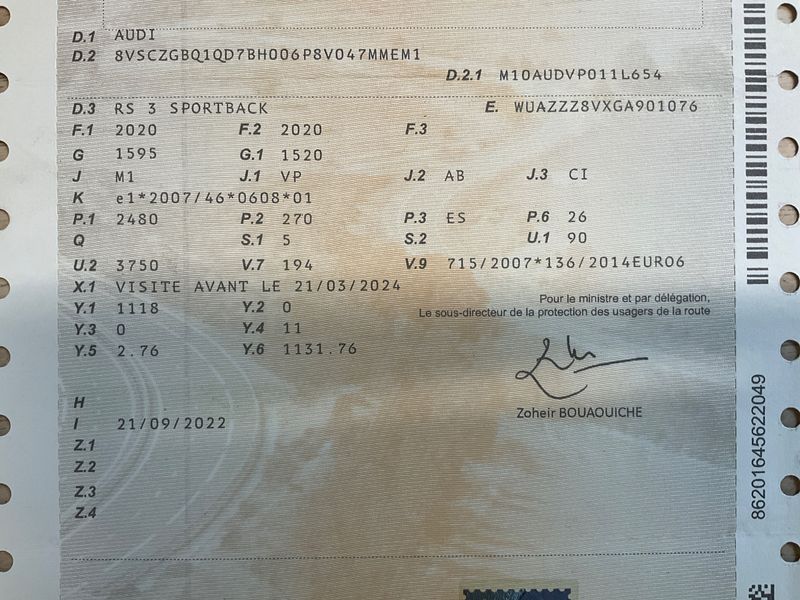 D.1 AUDI
D.2 8VSCZGBQ1QD7BH006P8V047MMEM1
D.2.1 M10AUDVP011L654
D.3 RS 3 SPORTBACK E. WUAZZZ8VXGA901076
F.1 2020 F.2 2020 F.3
G 1595 G.1 1520
J M1 J.1 VP J.2 AB J.3 CI
K e1*2007/46*0608*01
P.1 2480 P.2 270 P.3 ES P.6 26
Q S.1 5 S.2 U.1 90
U.2 3750 V.7 194 V.9 715/2007*136/2014EURO6
X.1 VISITE AVANT LE 21/03/2024
Pour le ministre et par délégation,
Y.1 1118 Y.2 0
Le sous-directeur de la protection des usagers de la route
Y.3 0 Y.4 11
Y.5 2.76 Y.6 1131.76
H
Zoheir BOUAOUICHE
I 21/09/2022
Z.1
Z.2
Z.3
Z.4
86201645622049